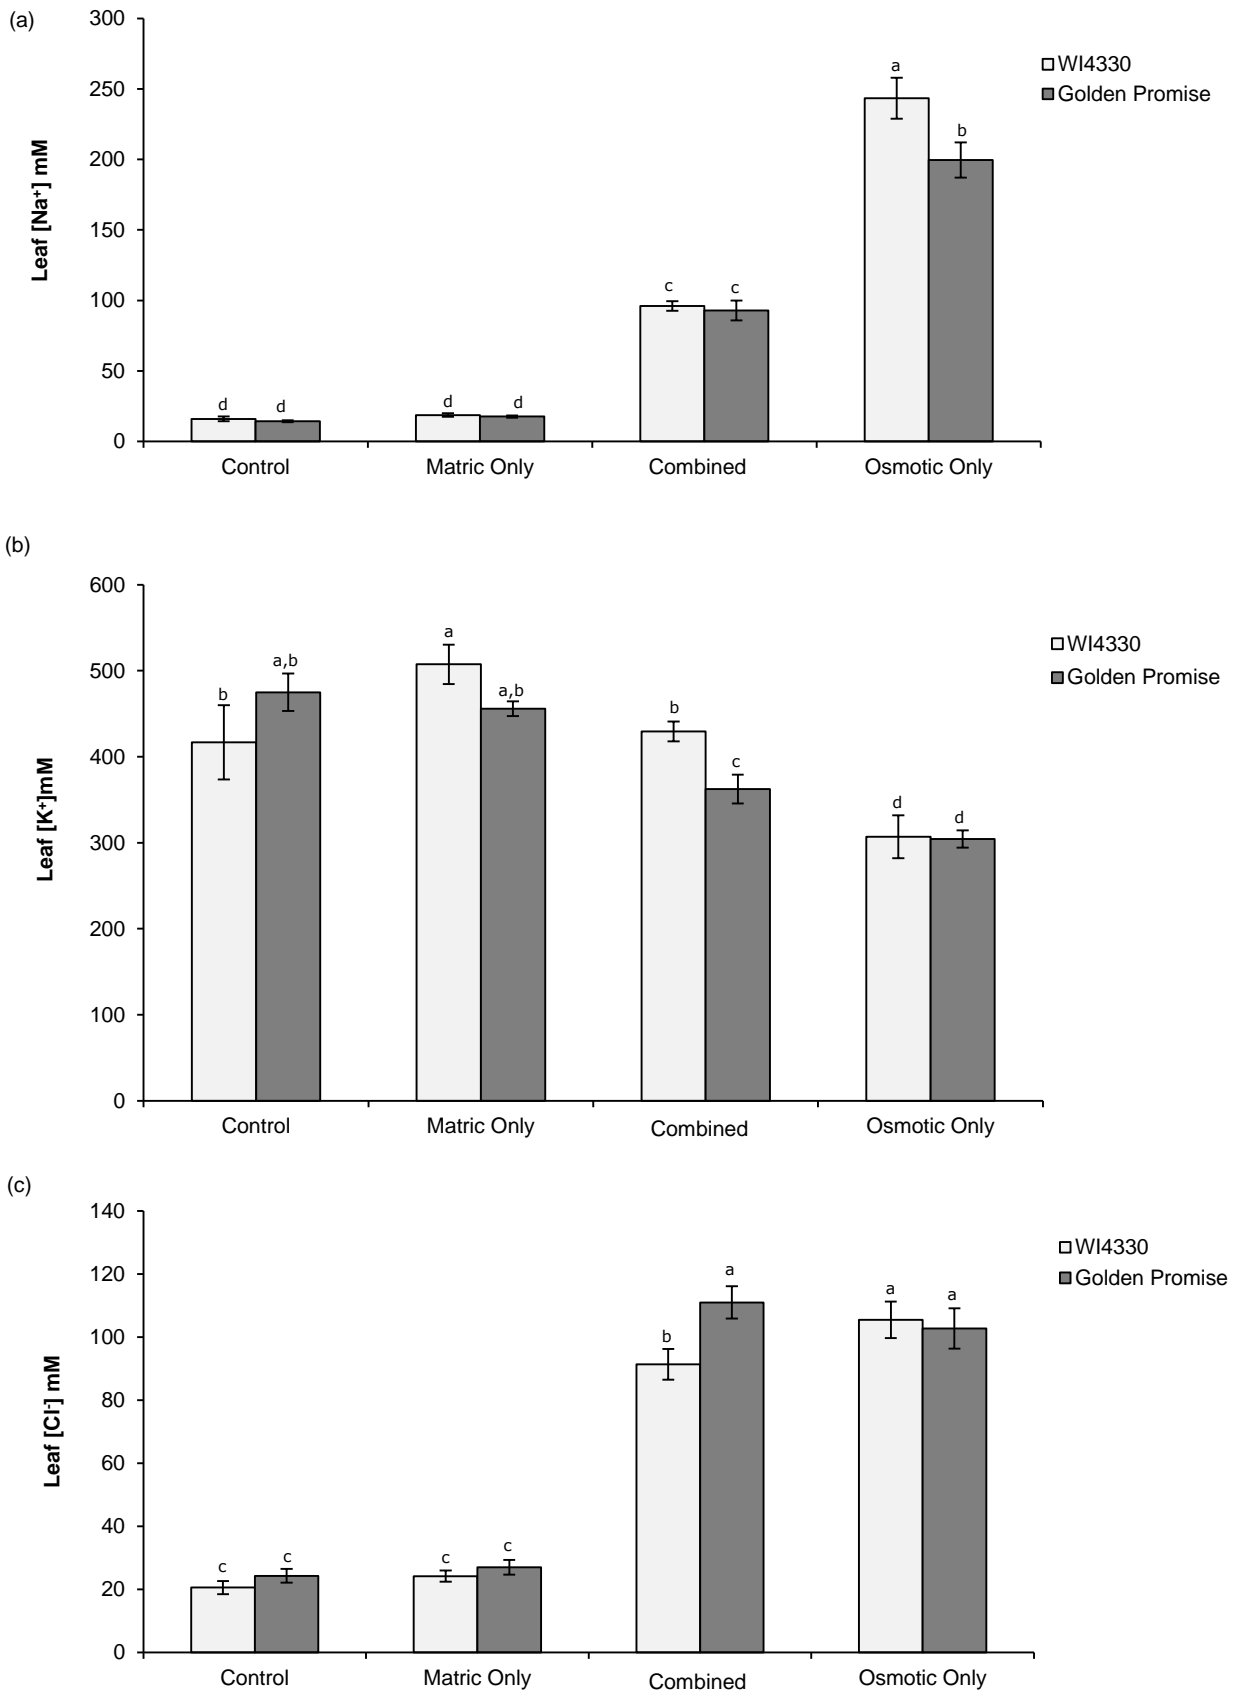 (a)
300
250
200
150
100
50
0
Leaf [Na⁺] mM
d d d d c c a b
Control Matric Only Combined Osmotic Only
WI4330
Golden Promise
(b)
600
500
400
300
200
100
0
Leaf [K⁺]mM
b a,b a a,b b c d d
Control Matric Only Combined Osmotic Only
WI4330
Golden Promise
(c)
140
120
100
80
60
40
20
0
Leaf [Cl⁻] mM
c c c c b a a a
Control Matric Only Combined Osmotic Only
WI4330
Golden Promise